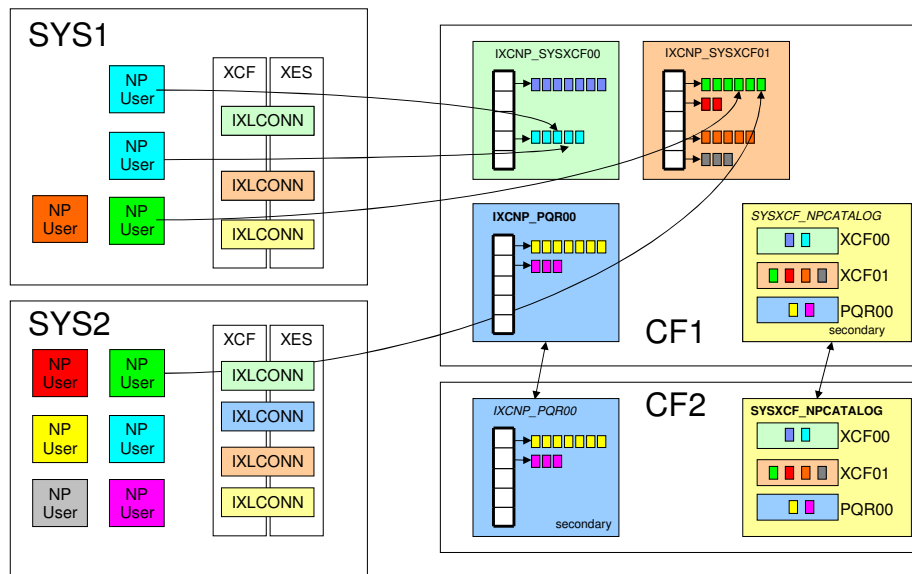 SYS1
XCF XES
NP
User
IXLCONN
NP
User
IXLCONN
NP
User
NP
User
IXLCONN
SYS2
XCF XES
NP
User
NP
User
IXLCONN
IXLCONN
NP
User
NP
User
IXLCONN
NP
User
NP
User
IXLCONN
IXCNP_SYSXCF00
IXCNP_SYSXCF01
IXCNP_PQR00
SYSXCF_NPCATALOG
XCF00
XCF01
PQR00
secondary
CF1
IXCNP_PQR00
secondary
CF2
SYSXCF_NPCATALOG
XCF00
XCF01
PQR00